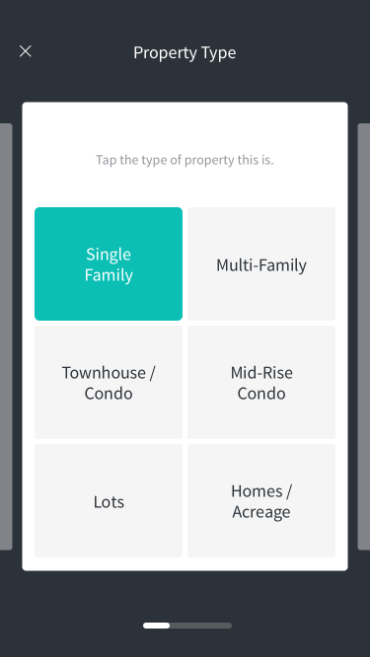 Property Type
Tap the type of property this is.
Single
Family
Multi-Family
Townhouse /
Condo
Mid-Rise
Condo
Lots
Homes /
Acreage